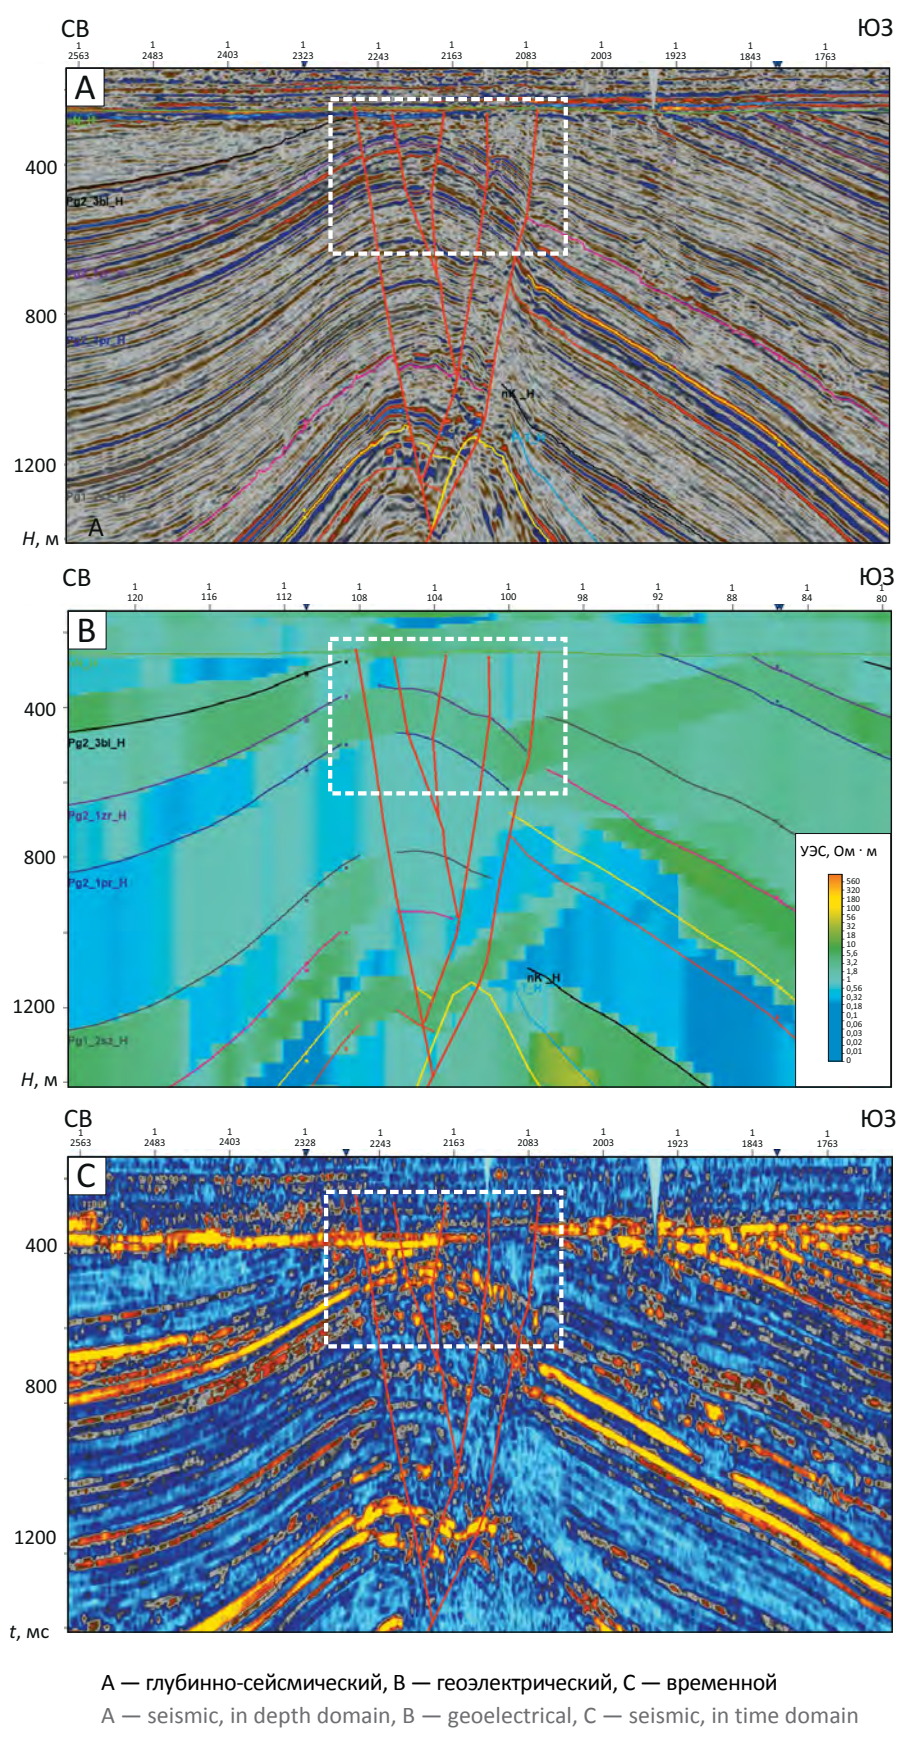 СВ ЮЗ
1 1 1 1 1 1 1 1 1 1 1
2563 2483 2403 2323 2243 2163 2083 2003 1923 1843 1763
A
400
Pg2_3bl_H
800
nK_H
1200
A
H, м
СВ ЮЗ
1 1 1 1 1 1 1 1 1 1 1
120 116 112 108 104 100 98 92 88 84 80
B
400
Pg2_3bl_H
Pg2_1zr_H
УЭС, Ом · м
800
Pg2_1pr_H
560
320
180
100
56
32
18
10
5,6
3,2
1,8
1
0,56
0,32
0,18
0,1
0,06
0,03
0,02
0,01
0
nK_H
1200
Pg1_2sz_H
H, м
СВ ЮЗ
1 1 1 1 1 1 1 1 1 1 1
2563 2483 2403 2328 2243 2163 2083 2003 1923 1843 1763
C
400
800
1200
t, мс
A — глубинно-сейсмический, B — геоэлектрический, C — временной
A — seismic, in depth domain, B — geoelectrical, C — seismic, in time domain